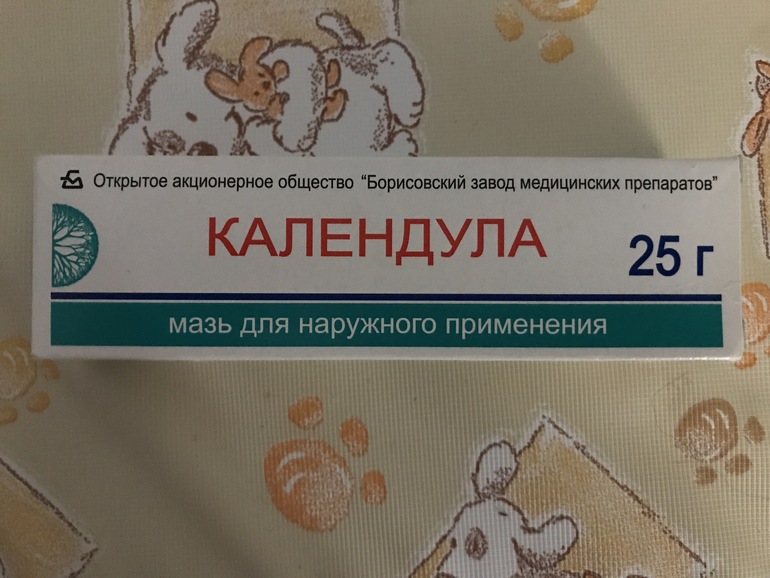 Открытое акционерное общество “Борисовский завод медицинских препаратов”
КАЛЕНДУЛА
25 г
мазь для наружного применения